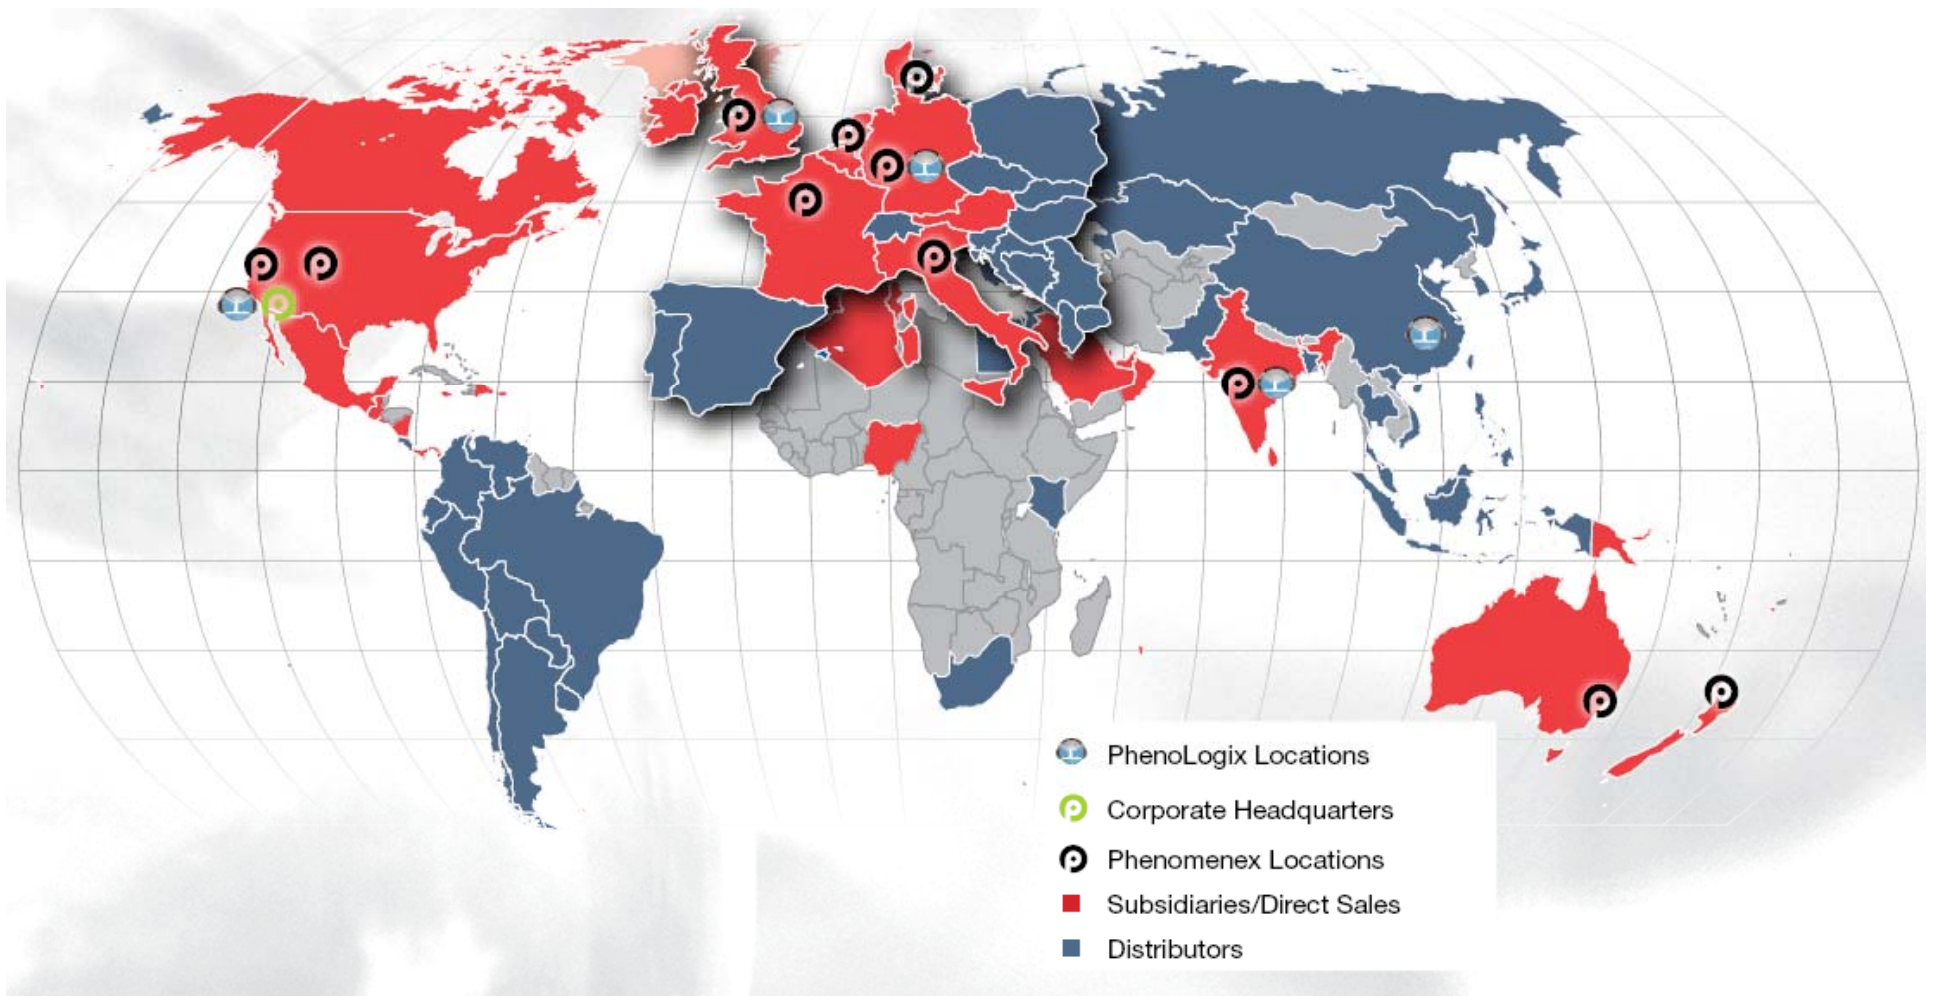 PhenoLogix Locations
Corporate Headquarters
Phenomenex Locations
Subsidiaries/Direct Sales
Distributors